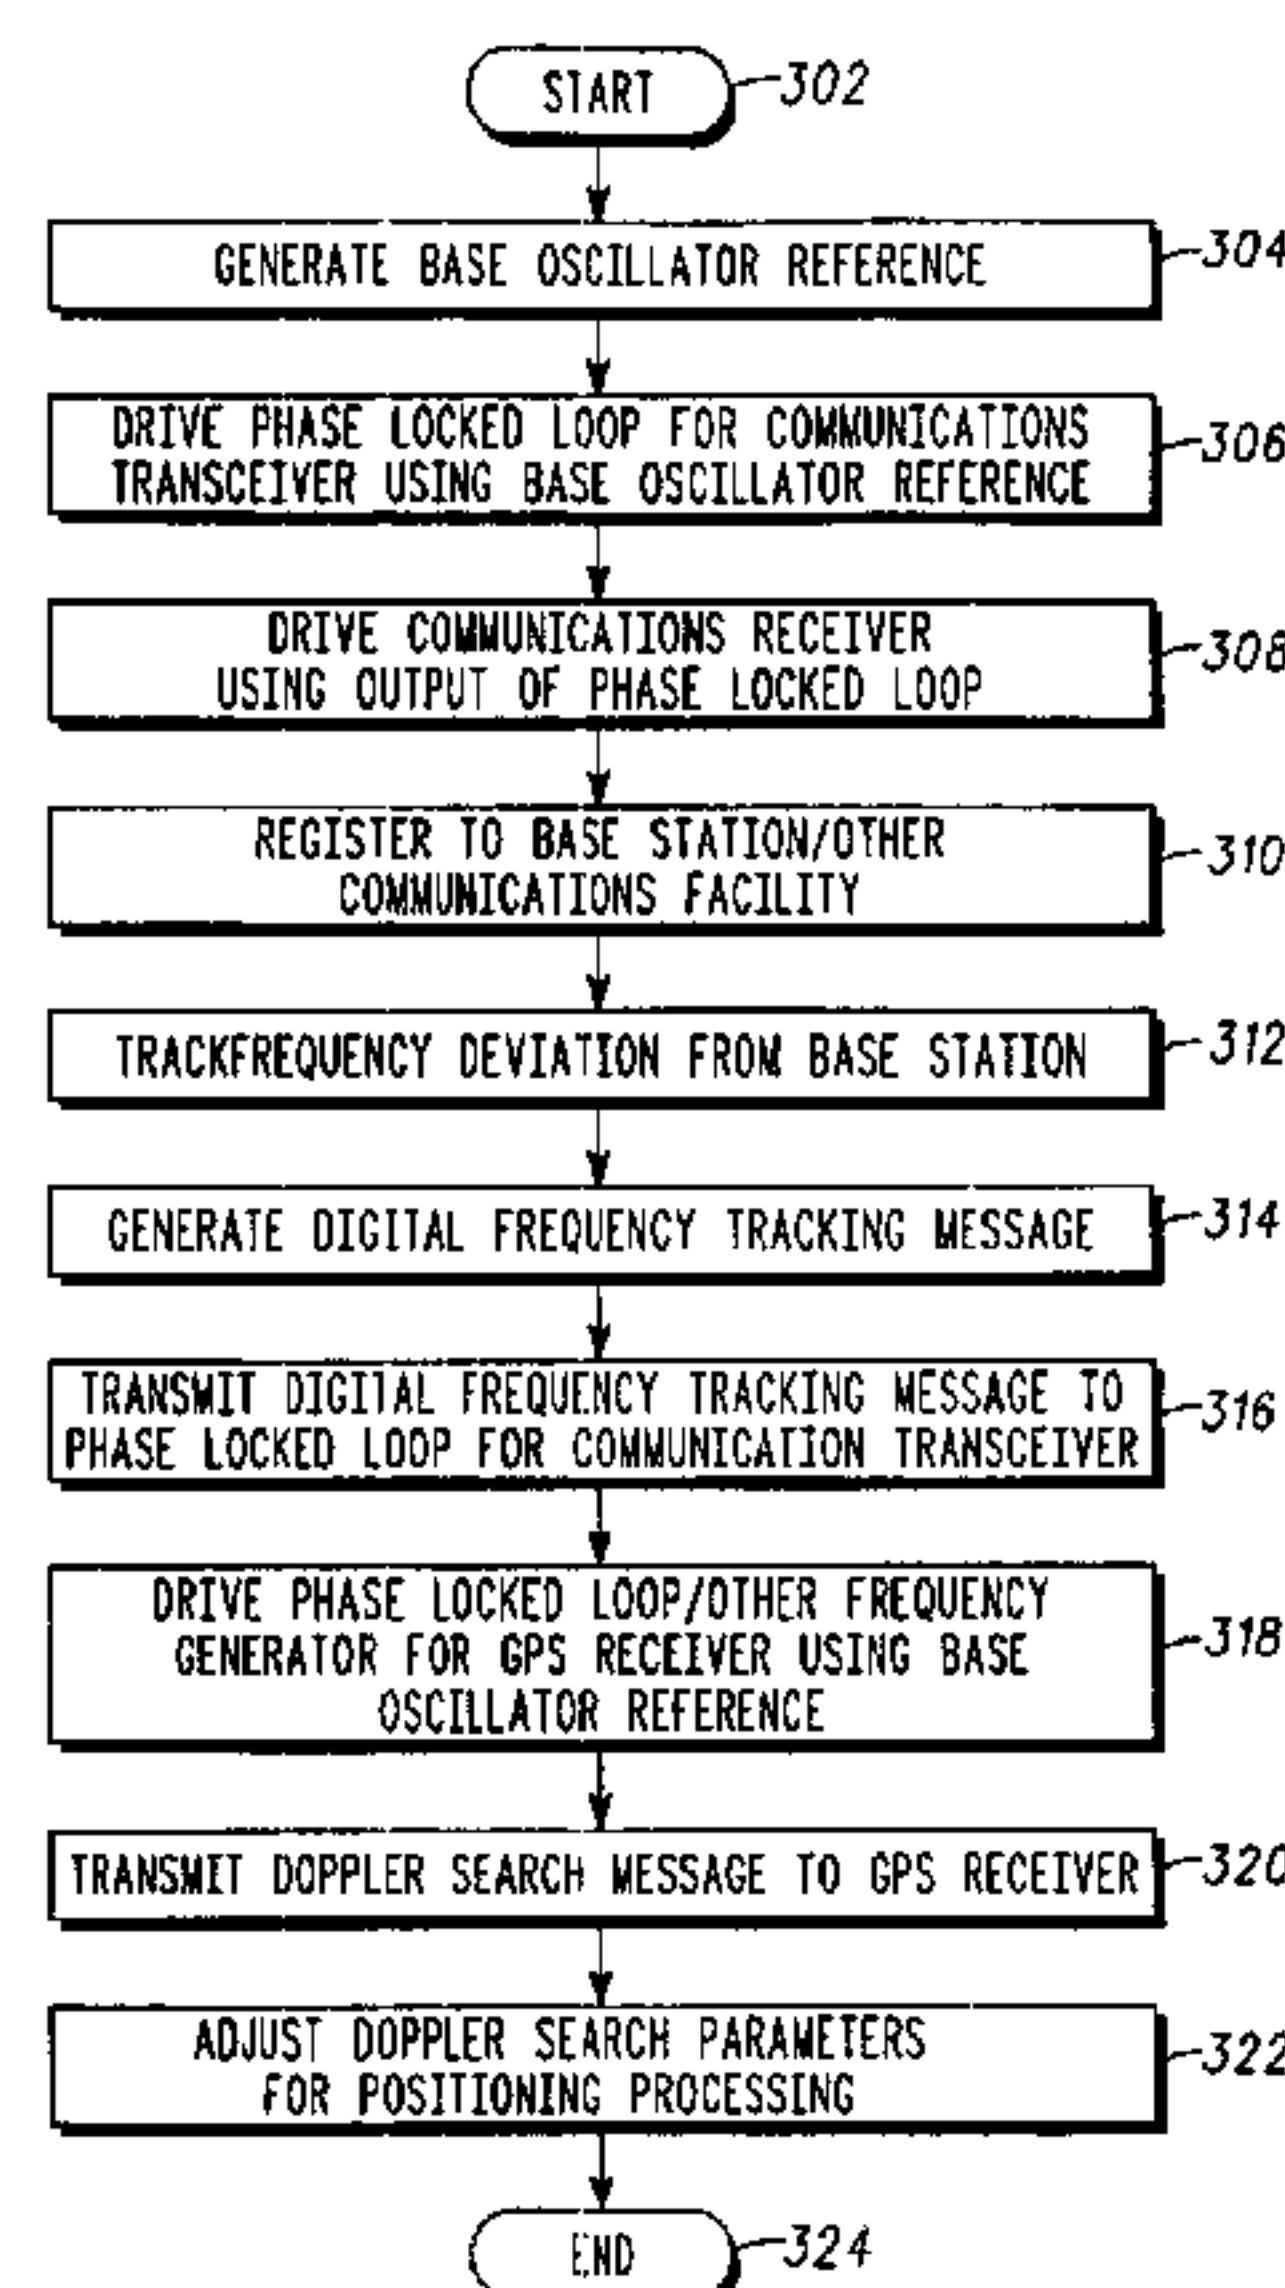 START
302
GENERATE BASE OSCILLATOR REFERENCE
304
DRIVE PHASE LOCKED LOOP FOR COMMUNICATIONS
TRANSCEIVER USING BASE OSCILLATOR REFERENCE
306
DRIVE COMMUNICATIONS RECEIVER
USING OUTPUT OF PHASE LOCKED LOOP
308
REGISTER TO BASE STATION/OTHER
COMMUNICATIONS FACILITY
310
TRACKFREQUENCY DEVIATION FROM BASE STATION
312
GENERATE DIGITAL FREQUENCY TRACKING MESSAGE
314
TRANSMIT DIGITAL FREQUENCY TRACKING MESSAGE TO
PHASE LOCKED LOOP FOR COMMUNICATION TRANSCEIVER
316
DRIVE PHASE LOCKED LOOP/OTHER FREQUENCY
GENERATOR FOR GPS RECEIVER USING BASE
OSCILLATOR REFERENCE
318
TRANSMIT DOPPLER SEARCH MESSAGE TO GPS RECEIVER
320
ADJUST DOPPLER SEARCH PARAMETERS
FOR POSITIONING PROCESSING
322
END
324